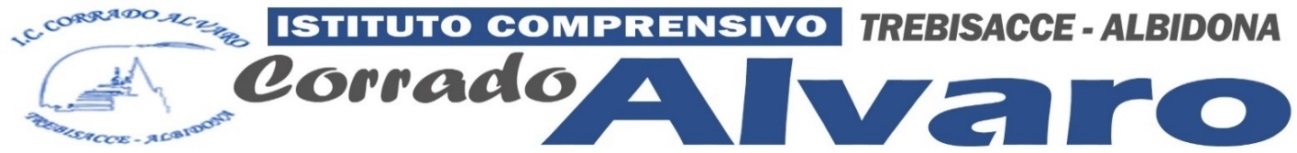 I.C. CORRADO ALVARO
TREBISACCE - ALBIDONA
ISTITUTO COMPRENSIVO TREBISACCE - ALBIDONA
Corrado Alvaro